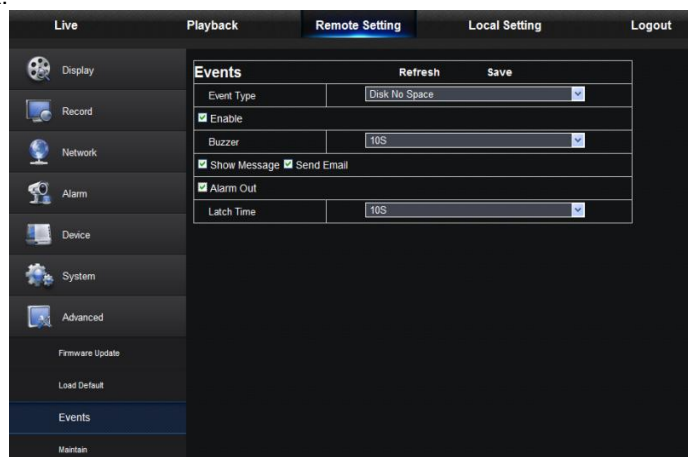 Live Playback Remote Setting Local Setting Logout
Display
Record
Network
Alarm
Device
System
Advanced
Firmware Update
Load Default
Events
Maintain
Events Refresh Save
Event Type Disk No Space
Enable
Buzzer 10S
Show Message Send Email
Alarm Out
Latch Time 10S